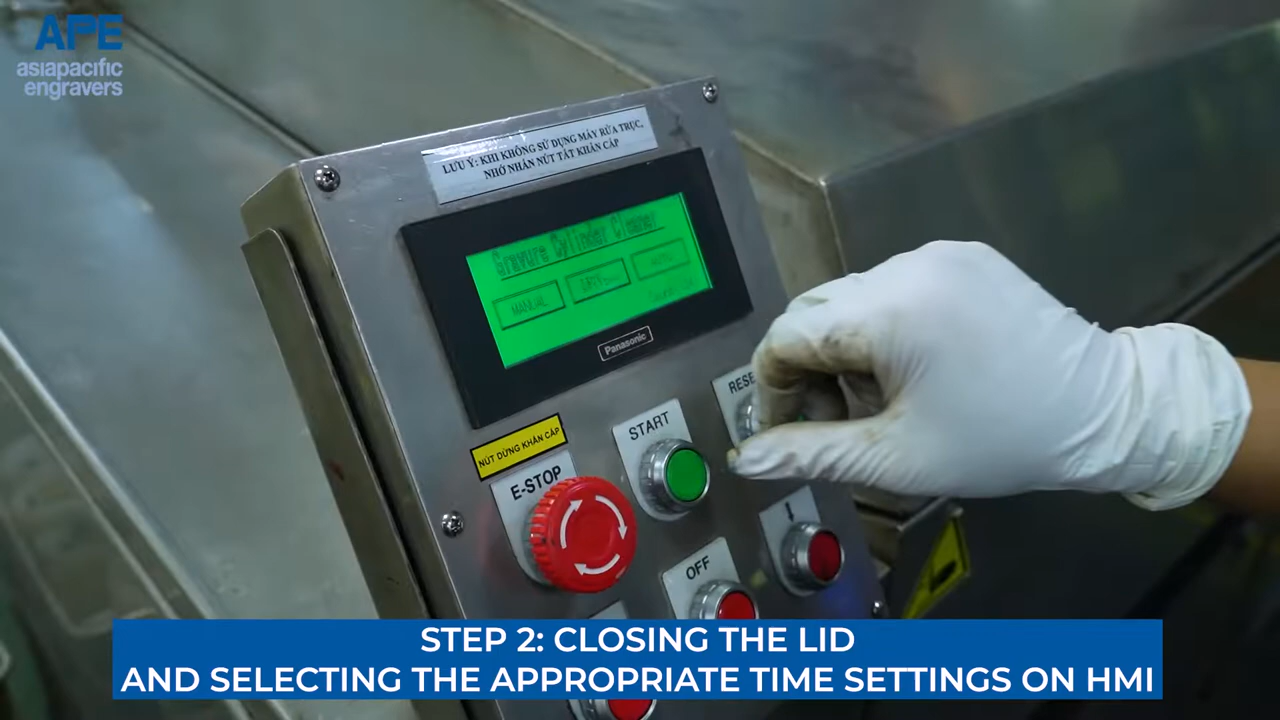 APE
asiapacific
engravers
LƯU Ý: KHI KHÔNG SỬ DỤNG MÁY RỬA TRỤC,
NHỚ NHẤN NÚT TẮT KHẨN CẤP
Gravure Cylinder Cleaner
MANUAL
Panasonic
RESE
START
NÚT DỪNG KHẨN CẤP
E-STOP
OFF
STEP 2: CLOSING THE LID
AND SELECTING THE APPROPRIATE TIME SETTINGS ON HMI